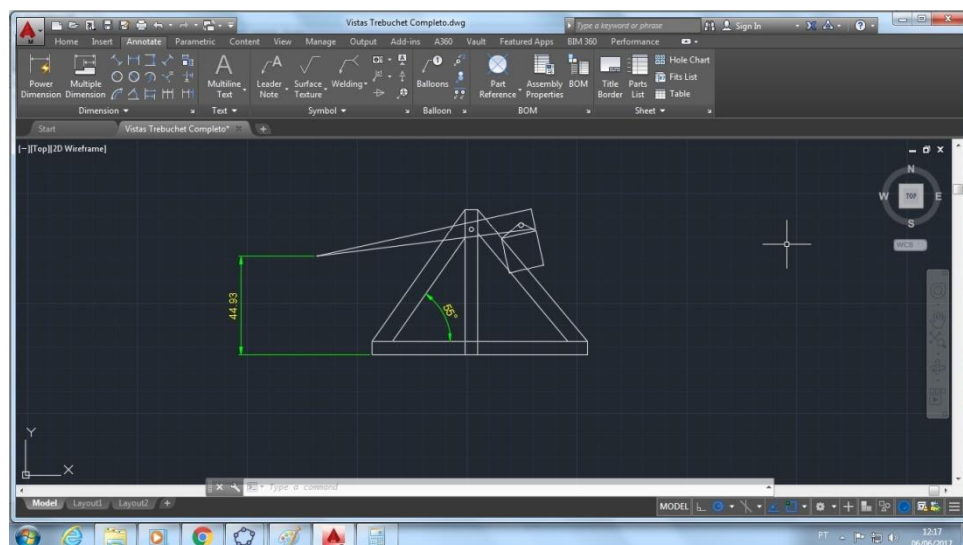 Vistas Trebuchet Completo.dwg
Type a keyword or phrase
Sign In
Home Insert Annotate Parametric Content View Manage Output Add-ins A360 Vault Featured Apps BIM 360 Performance
Power Dimension
Multiple Dimension
Multiline Text
Leader Note
Surface Texture
Welding
Balloons
Part Reference
Assembly Properties
BOM
Title Border
Parts List
Hole Chart
Fits List
Table
Dimension
Text
Symbol
Balloon
BOM
Sheet
Start
Vistas Trebuchet Completo*
[−][Top][2D Wireframe]
N
W TOP E
S
WCS
44.93
55°
Y
X
Type a command
Model Layout1 Layout2 +
MODEL
PT
12:17
06/06/2017